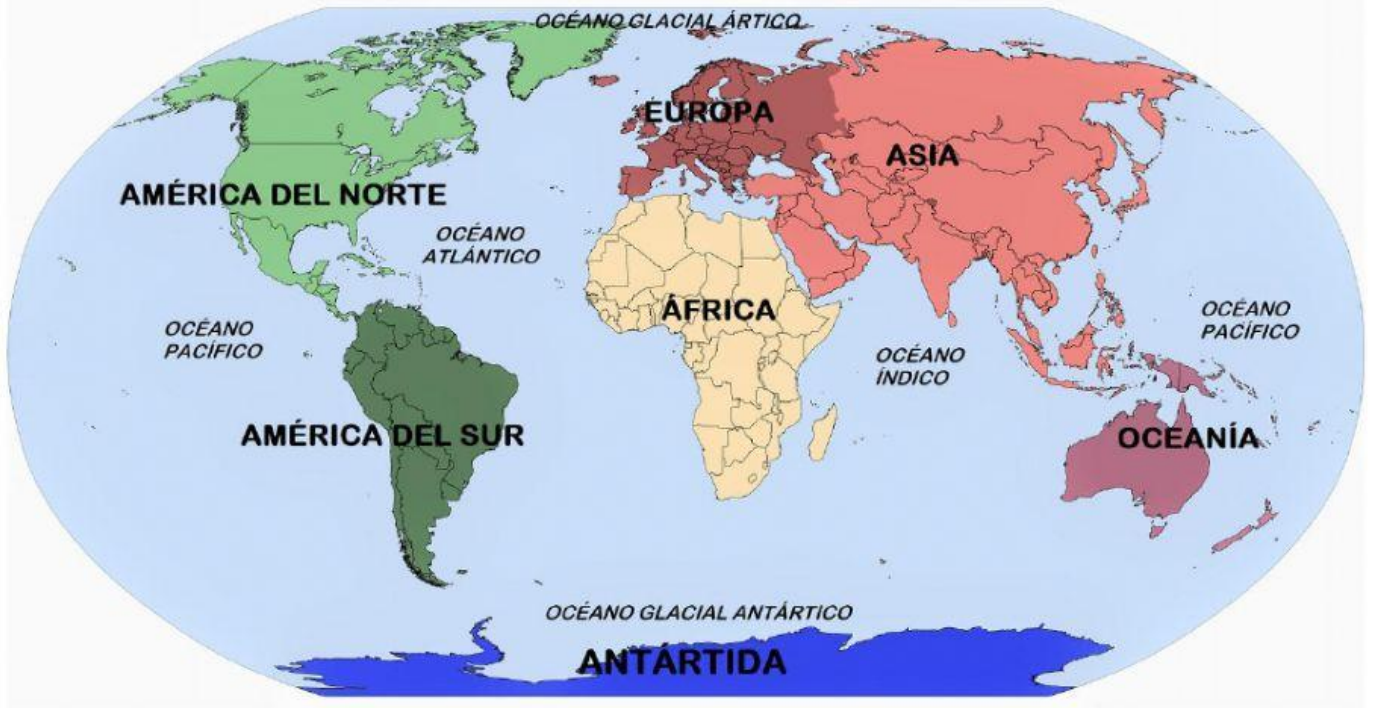 OCÉANO GLACIAL ÁRTICO
EUROPA
ASIA
AMÉRICA DEL NORTE
OCÉANO
ATLÁNTICO
ÁFRICA
OCÉANO
PACÍFICO
OCÉANO
PACÍFICO
OCÉANO
ÍNDICO
AMÉRICA DEL SUR
OCEANÍA
OCÉANO GLACIAL ANTÁRTICO
ANTÁRTIDA